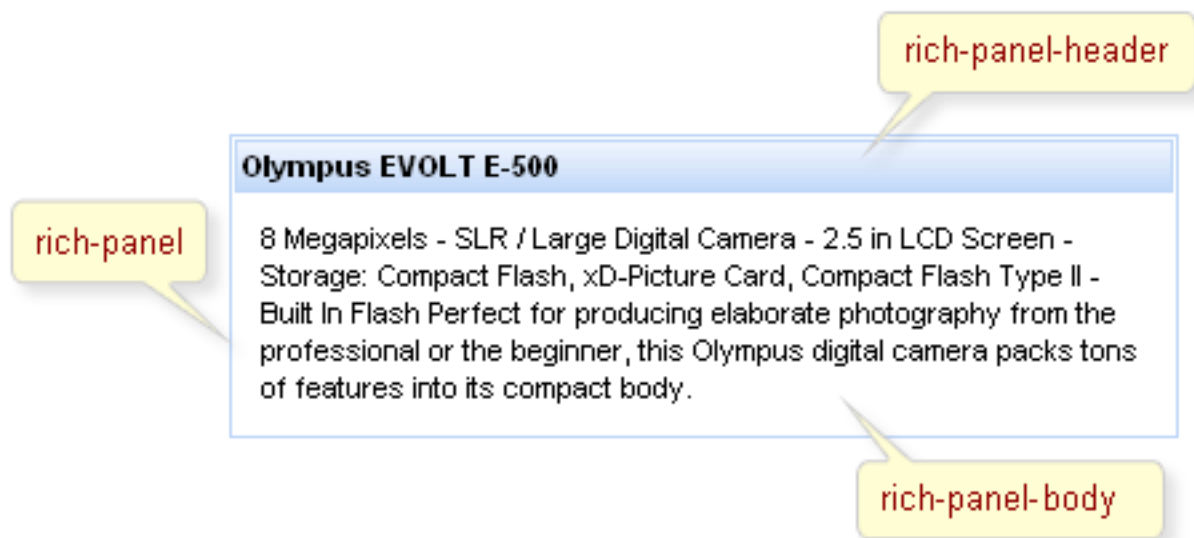 rich-panel-header
Olympus EVOLT E-500
rich-panel
8 Megapixels - SLR / Large Digital Camera - 2.5 in LCD Screen -
Storage: Compact Flash, xD-Picture Card, Compact Flash Type II -
Built In Flash Perfect for producing elaborate photography from the
professional or the beginner, this Olympus digital camera packs tons
of features into its compact body.
rich-panel-body